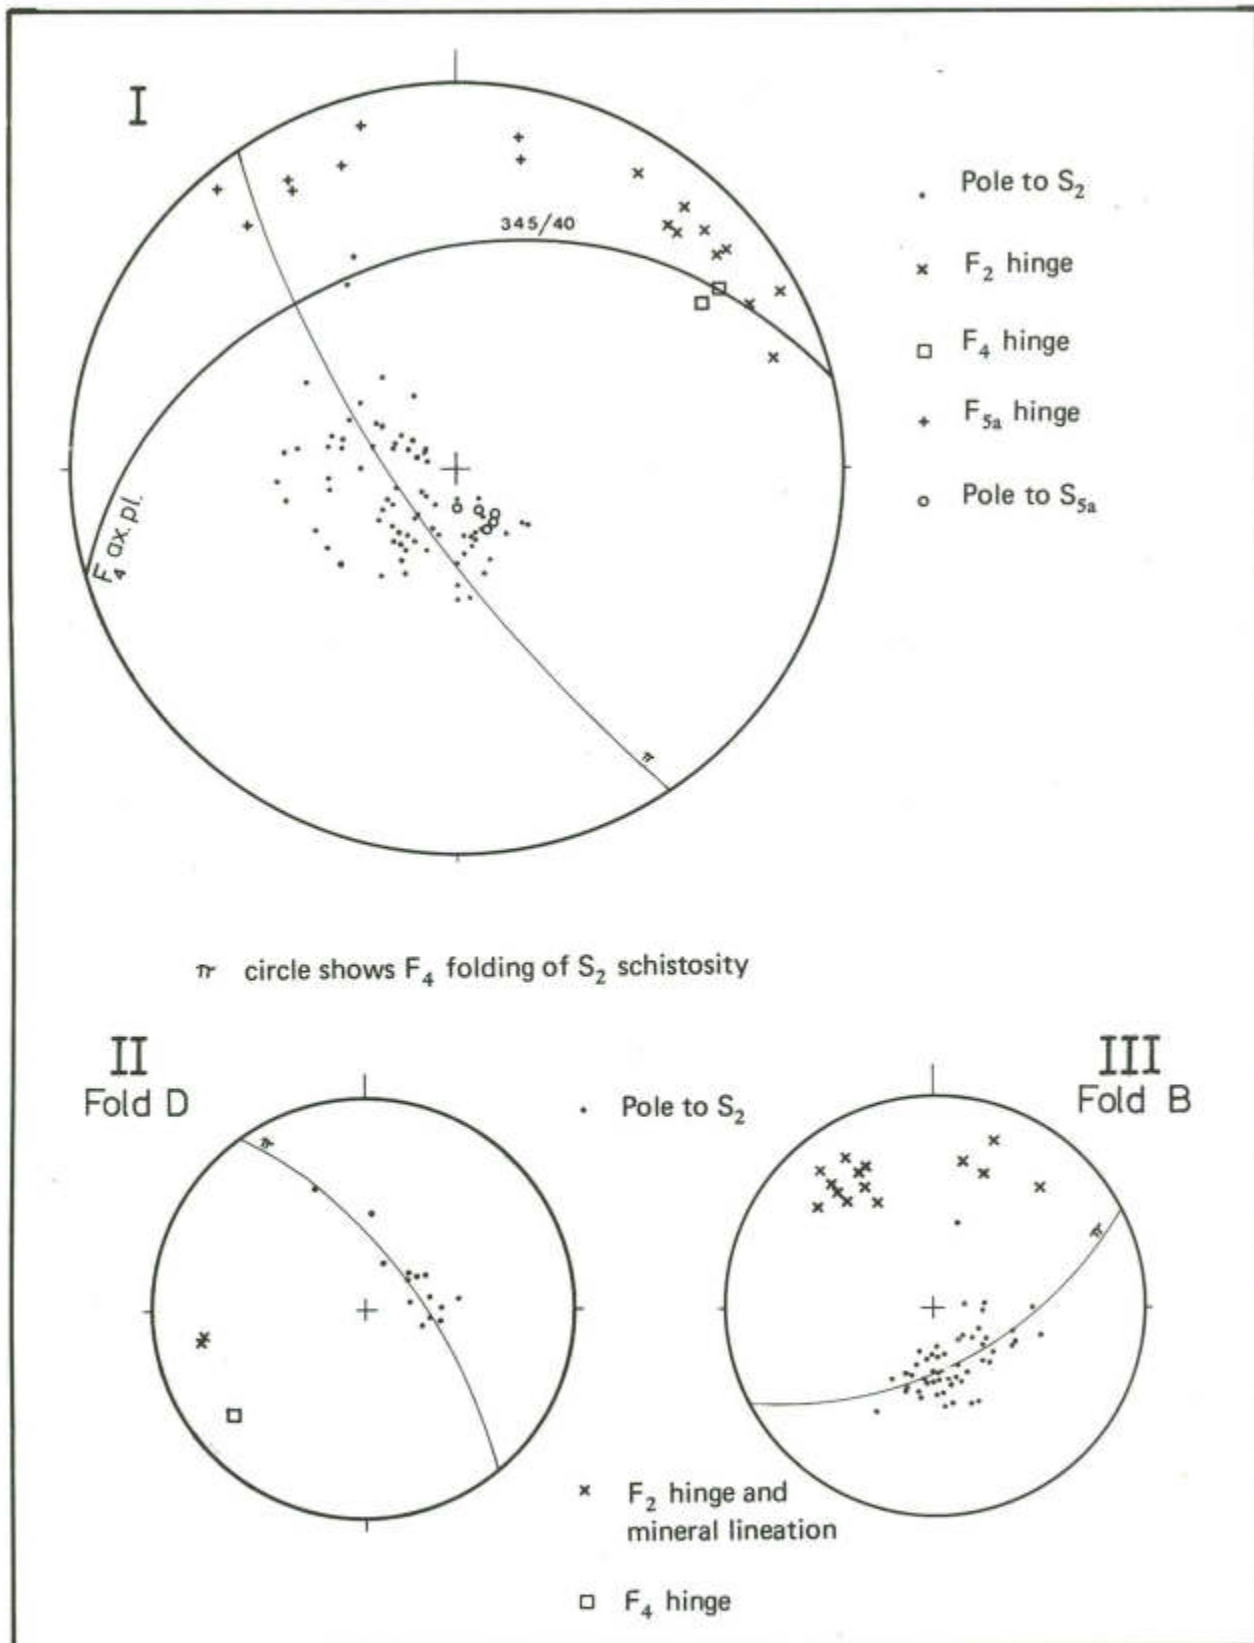 I
345/40
F₄ ax. pl.
π
Pole to S₂
F₂ hinge
F₄ hinge
F₅ₐ hinge
Pole to S₅ₐ
π circle shows F₄ folding of S₂ schistosity
II
Fold D
π
Pole to S₂
III
Fold B
π
F₂ hinge and
mineral lineation
F₄ hinge